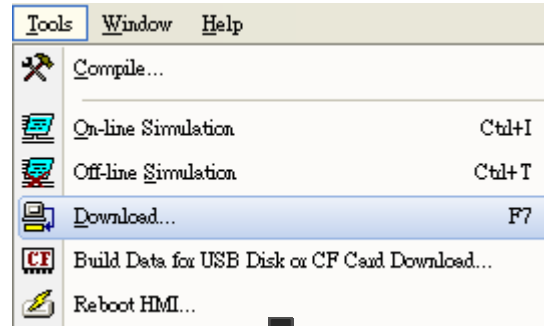 Tools Window Help
Compile...
On-line Simulation Ctrl+I
Off-line Simulation Ctrl+T
Download... F7
CF Build Data for USB Disk or CF Card Download...
Reboot HMI...